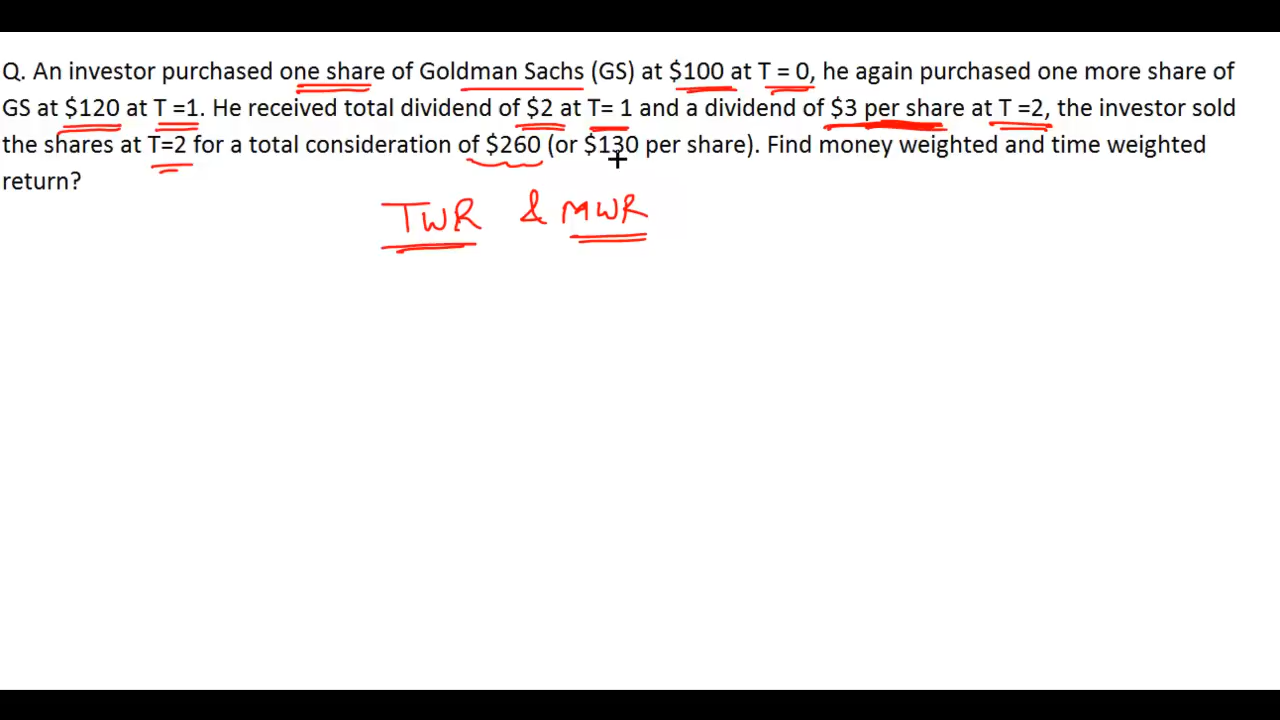 Q. An investor purchased one share of Goldman Sachs (GS) at $100 at T = 0, he again purchased one more share of
GS at $120 at T =1. He received total dividend of $2 at T= 1 and a dividend of $3 per share at T =2, the investor sold
the shares at T=2 for a total consideration of $260 (or $130 per share). Find money weighted and time weighted
return?
TWR & MWR